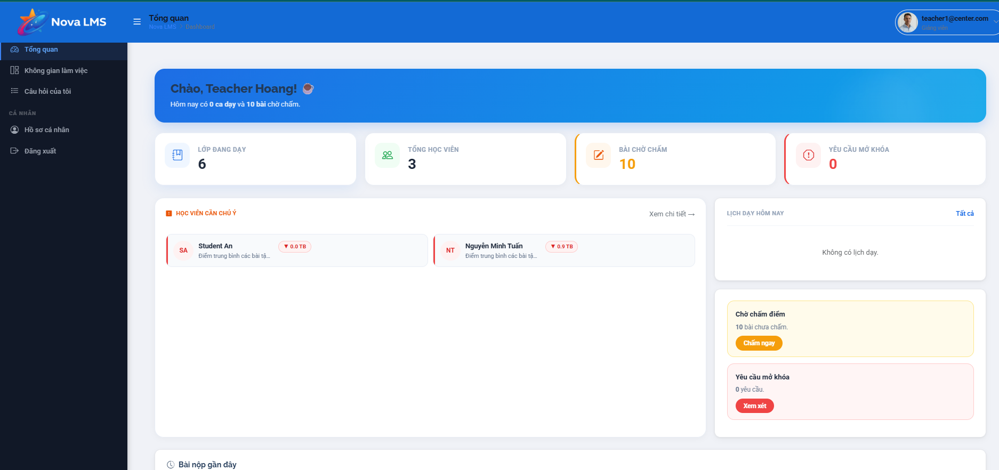 Nova LMS
Tổng quan
Nova LMS > Dashboard
teacher1@center.com
Giảng viên
Tổng quan
Không gian làm việc
Câu hỏi của tôi
CÁ NHÂN
Hồ sơ cá nhân
Đăng xuất
Chào, Teacher Hoang!
Hôm nay có 0 ca dạy và 10 bài chờ chấm.
LỚP ĐANG DẠY
6
TỔNG HỌC VIÊN
3
BÀI CHỜ CHẤM
10
YÊU CẦU MỞ KHÓA
0
HỌC VIÊN CẦN CHÚ Ý
Xem chi tiết →
SA
Student An
▼ 0.0 TB
Điểm trung bình các bài tậ...
NT
Nguyễn Minh Tuấn
▼ 0.9 TB
Điểm trung bình các bài tậ...
LỊCH DẠY HÔM NAY
Tất cả
Không có lịch dạy.
Chờ chấm điểm
10 bài chưa chấm.
Chấm ngay
Yêu cầu mở khóa
0 yêu cầu.
Xem xét
Bài nộp gần đây